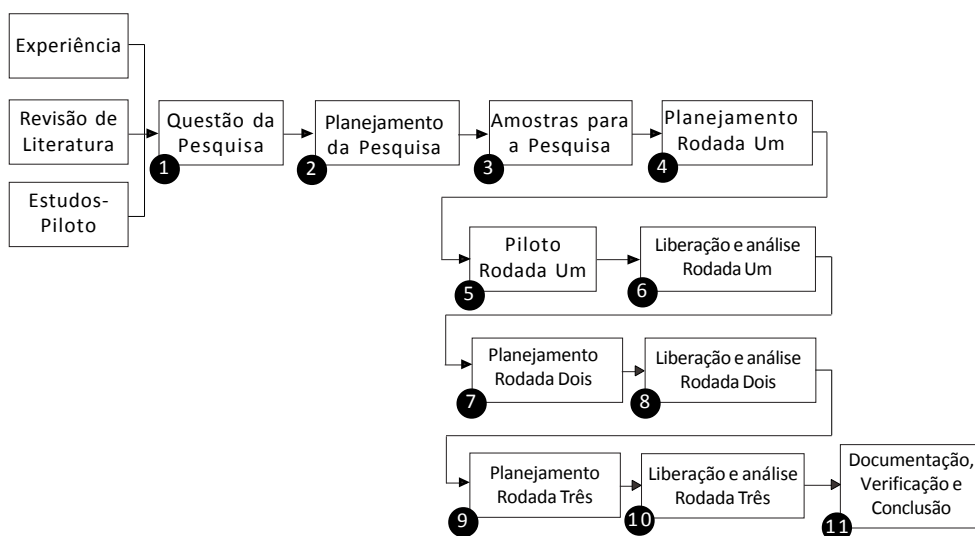 Experiência
Revisão de
Literatura
Estudos-
Piloto
Questão da
Pesquisa
1
Planejamento
da Pesquisa
2
Amostras para
a Pesquisa
3
Planejamento
Rodada Um
4
Piloto
Rodada Um
5
Liberação e análise
Rodada Um
6
Planejamento
Rodada Dois
7
Liberação e análise
Rodada Dois
8
Planejamento
Rodada Três
9
Liberação e análise
Rodada Três
10
Documentação,
Verificação e
Conclusão
11